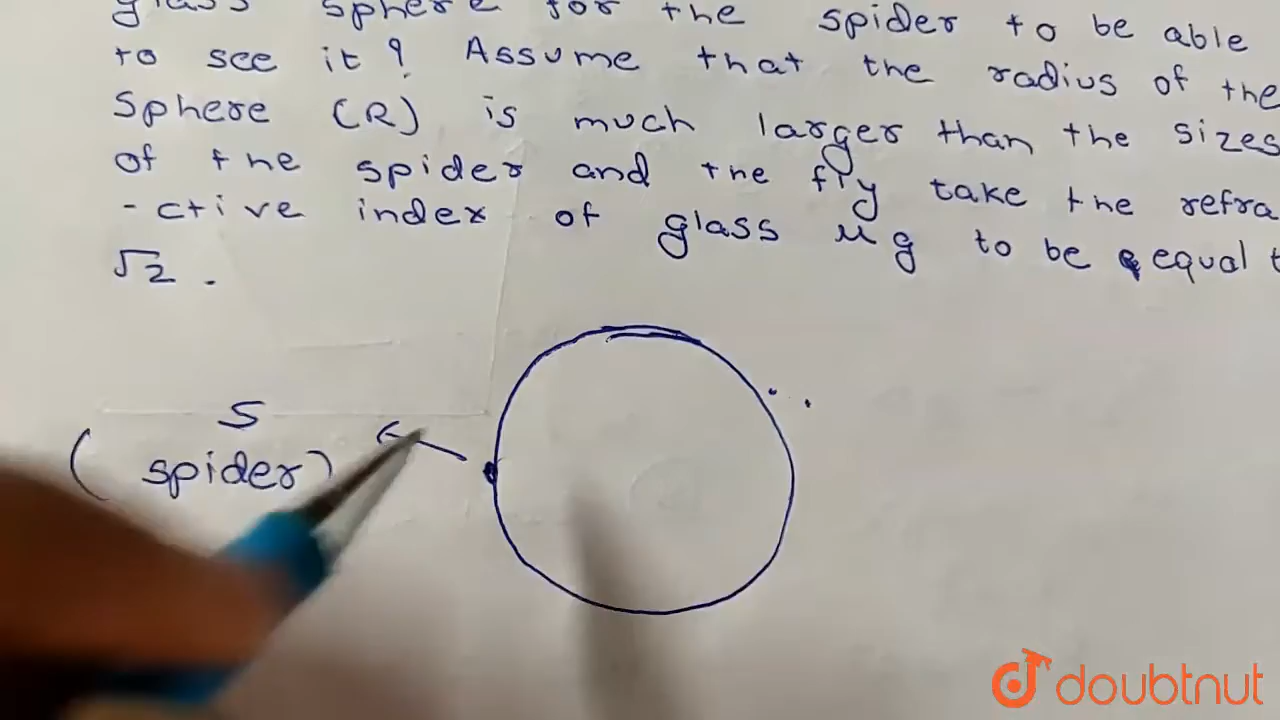 glass sphere for the spider to be able
to see it? Assume that the radius of the
Sphere (R) is much larger than the sizes
of the spider and the fly take the refra
-ctive index of glass μg to be equal t
√2 .
S
(spider)
doubtnut